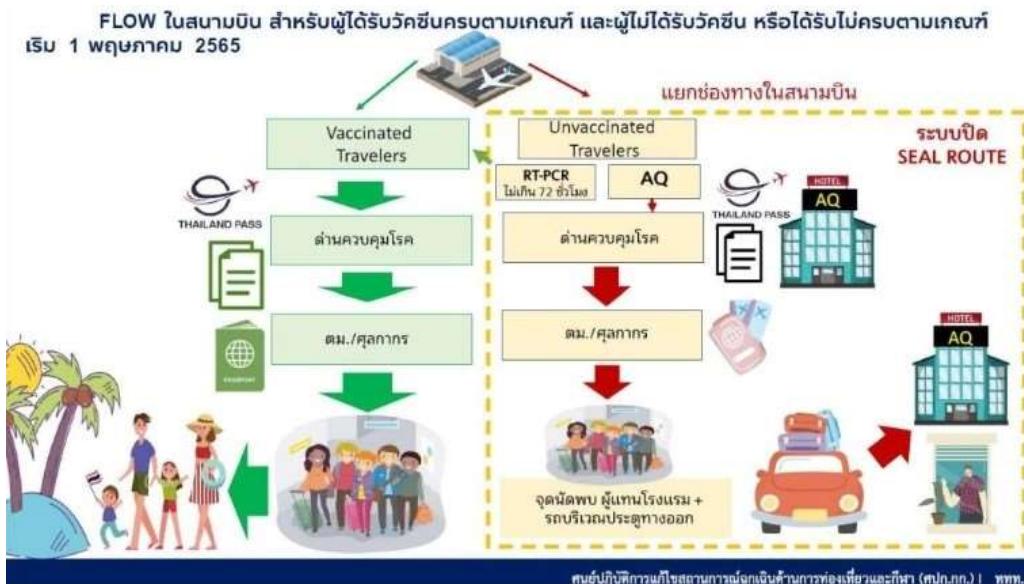 FLOW ในสนามบิน สำหรับผู้ได้รับวัคซีนครบตามเกณฑ์ และผู้ไม่ได้รับวัคซีน หรือได้รับไม่ครบตามเกณฑ์
เริ่ม 1 พฤษภาคม 2565
แยกช่องทางในสนามบิน
Vaccinated
Travelers
Unvaccinated
Travelers
ระบบปิด
SEAL ROUTE
RT-PCR
ไม่เกิน 72 ชั่วโมง
AQ
THAILAND PASS
THAILAND PASS
HOTEL
AQ
ด่านควบคุมโรค
ด่านควบคุมโรค
ตม./ศุลกากร
ตม./ศุลกากร
PASSPORT
HOTEL
AQ
จุดนัดพบ ผู้แทนโรงแรม +
รถบริเวณประตูทางออก
ศูนย์ปฏิบัติการแก้ไขสถานการณ์ฉุกเฉินด้านการท่องเที่ยวและกีฬา (ศปก.กก.) |